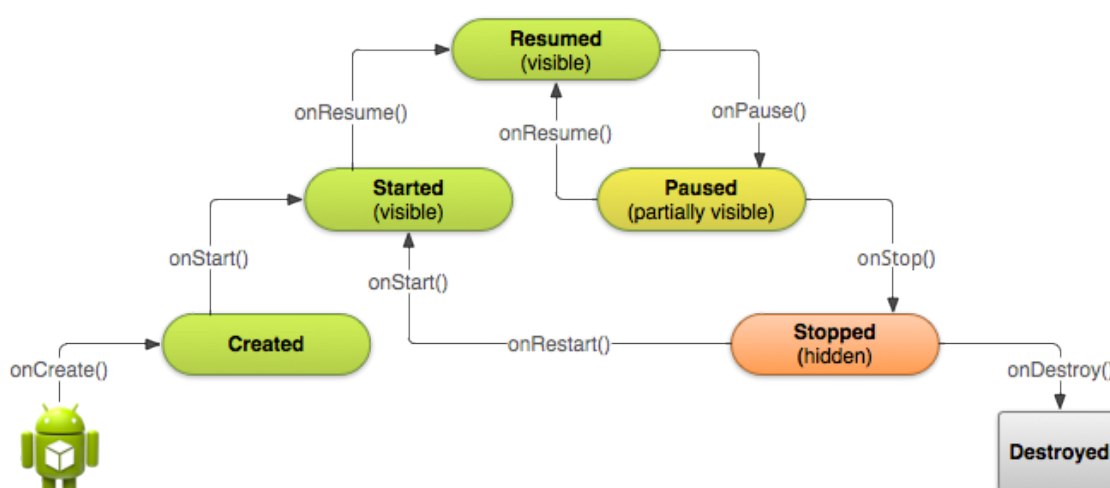 Resumed
(visible)
onResume()
onPause()
onResume()
Started
(visible)
Paused
(partially visible)
onStart()
onStart()
onStop()
Created
onRestart()
Stopped
(hidden)
onCreate()
onDestroy()
Destroyed